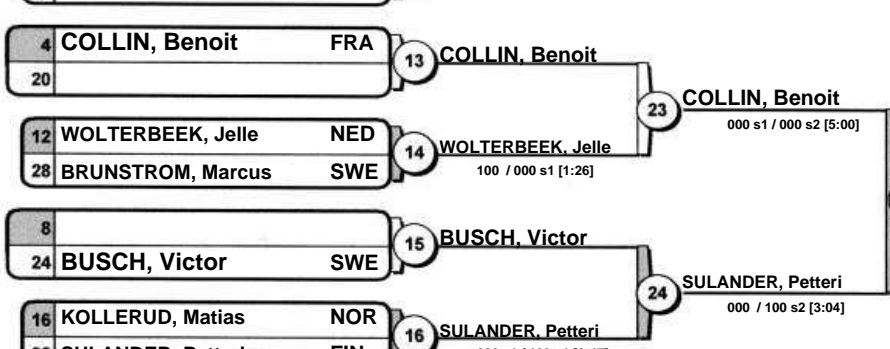 4 COLLIN, Benoit FRA
20
13 COLLIN, Benoit
23 COLLIN, Benoit
000 s1 / 000 s2 [5:00]
12 WOLTERBEEK, Jelle NED
28 BRUNSTROM, Marcus SWE
14 WOLTERBEEK, Jelle
100 / 000 s1 [1:26]
8
24 BUSCH, Victor SWE
15 BUSCH, Victor
24 SULANDER, Petteri
000 / 100 s2 [3:04]
16 KOLLERUD, Matias NOR
16 SULANDER, Petteri